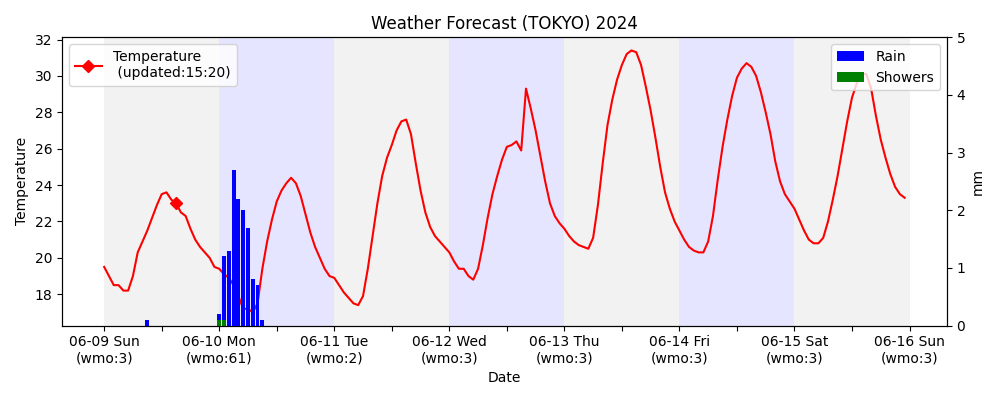 Weather Forecast (TOKYO) 2024
Temperature
(updated:15:20)
Rain
Showers
32
30
28
26
24
22
20
18
Temperature
5
4
3
2
1
0
mm
06-09 Sun
(wmo:3)
06-10 Mon
(wmo:61)
06-11 Tue
(wmo:2)
06-12 Wed
(wmo:3)
06-13 Thu
(wmo:3)
06-14 Fri
(wmo:3)
06-15 Sat
(wmo:3)
06-16 Sun
(wmo:3)
Date